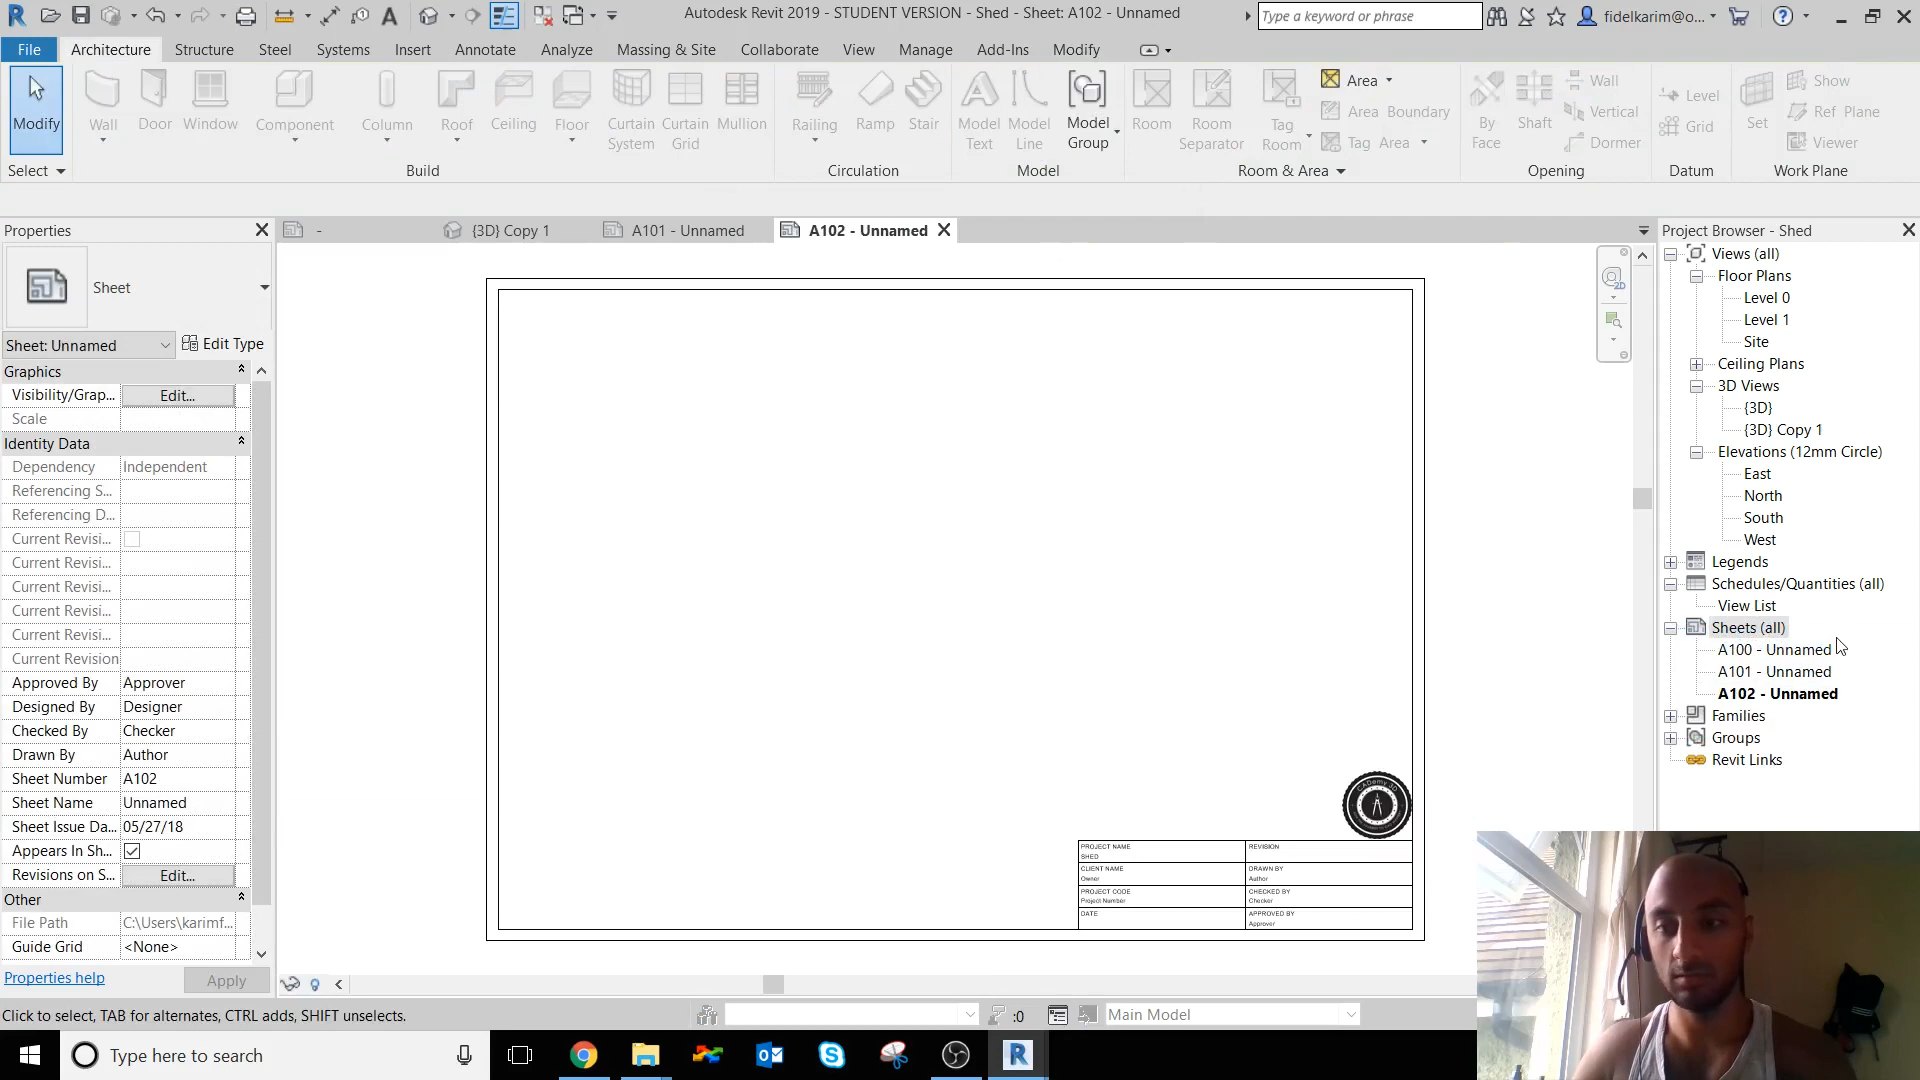 Autodesk Revit 2019 - STUDENT VERSION - Shed - Sheet: A102 - Unnamed
Type a keyword or phrase
fidelkarim@o...
File
Architecture
Structure
Steel
Systems
Insert
Annotate
Analyze
Massing & Site
Collaborate
View
Manage
Add-Ins
Modify
Modify
Wall
Door
Window
Component
Column
Roof
Ceiling
Floor
Curtain System
Curtain Grid
Mullion
Railing
Ramp
Stair
Model Text
Model Line
Model Group
Room
Room Separator
Tag Room
Area
Area Boundary
Tag Area
By Face
Shaft
Wall
Vertical
Dormer
Level
Grid
Set
Show
Ref Plane
Viewer
Select
Build
Circulation
Model
Room & Area
Opening
Datum
Work Plane
Properties
-
{3D} Copy 1
A101 - Unnamed
A102 - Unnamed
Project Browser - Shed
Sheet
Sheet: Unnamed
Edit Type
Graphics
Visibility/Grap... Edit...
Scale
Identity Data
Dependency Independent
Referencing S...
Referencing D...
Current Revisi...
Current Revisi...
Current Revisi...
Current Revisi...
Current Revisi...
Current Revision
Approved By Approver
Designed By Designer
Checked By Checker
Drawn By Author
Sheet Number A102
Sheet Name Unnamed
Sheet Issue Da... 05/27/18
Appears In Sh...
Revisions on S... Edit...
Other
File Path C:\Users\karimf...
Guide Grid <None>
Properties help
Apply
2D
PROJECT NAME
SHED
REVISION
CLIENT NAME
Owner
DRAWN BY
Author
PROJECT CODE
Project Number
CHECKED BY
Checker
DATE
APPROVED BY
Approver
Views (all)
Floor Plans
Level 0
Level 1
Site
Ceiling Plans
3D Views
{3D}
{3D} Copy 1
Elevations (12mm Circle)
East
North
South
West
Legends
Schedules/Quantities (all)
View List
Sheets (all)
A100 - Unnamed
A101 - Unnamed
A102 - Unnamed
Families
Groups
Revit Links
Click to select, TAB for alternates, CTRL adds, SHIFT unselects.
:0
Main Model
Type here to search